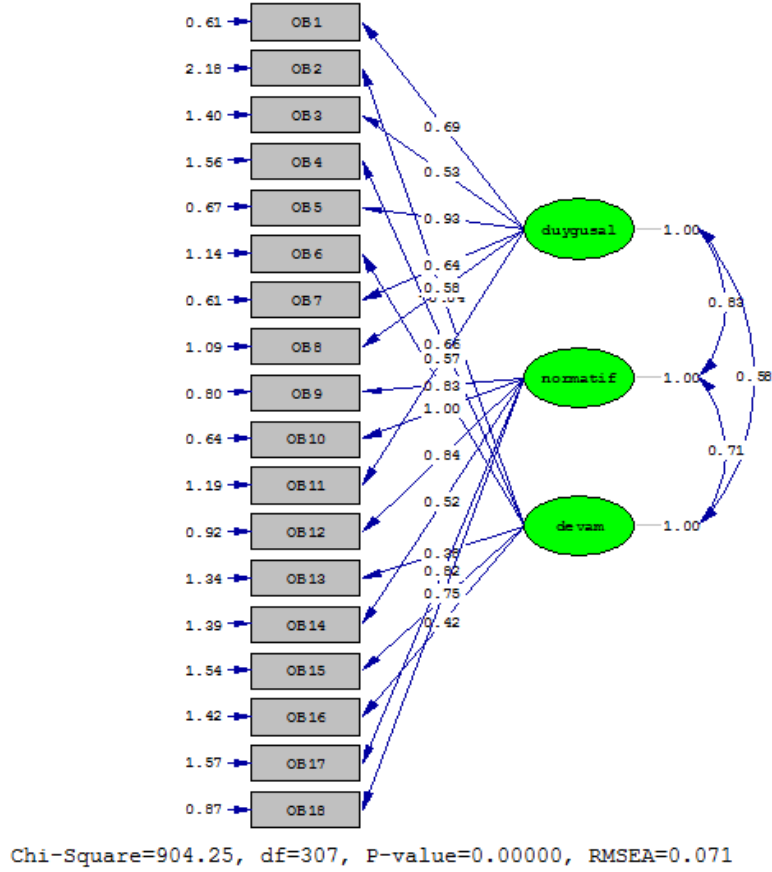 0.61 OB1
2.18 OB2
1.40 OB3
1.56 OB4
0.67 OB5
1.14 OB6
0.61 OB7
1.09 OB8
0.80 OB9
0.64 OB10
1.19 OB11
0.92 OB12
1.34 OB13
1.39 OB14
1.54 OB15
1.42 OB16
1.57 OB17
0.87 OB18
0.69
0.53
0.93
0.64
0.58
0.57
0.83
1.00
0.84
0.52
0.75
0.42
duygusal 1.00
normatif 1.00
devam 1.00
0.83
0.58
0.71
Chi-Square=904.25, df=307, P-value=0.00000, RMSEA=0.071